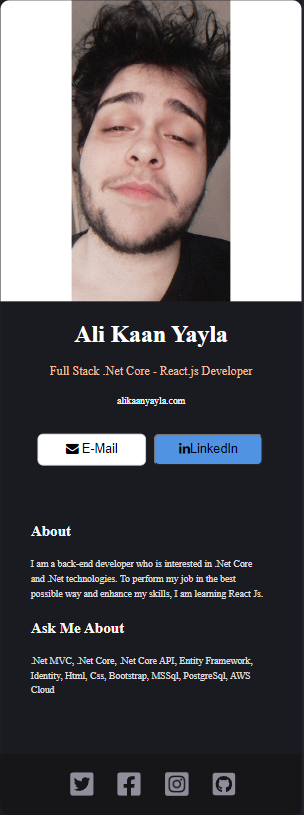 Ali Kaan Yayla
Full Stack .Net Core - React.js Developer
alikaanyayla.com
E-Mail
inLinkedIn
About
I am a back-end developer who is interested in .Net Core
and .Net technologies. To perform my job in the best
possible way and enhance my skills, I am learning React Js.
Ask Me About
.Net MVC, .Net Core, .Net Core API, Entity Framework,
Identity, Html, Css, Bootstrap, MSSql, PostgreSql, AWS
Cloud